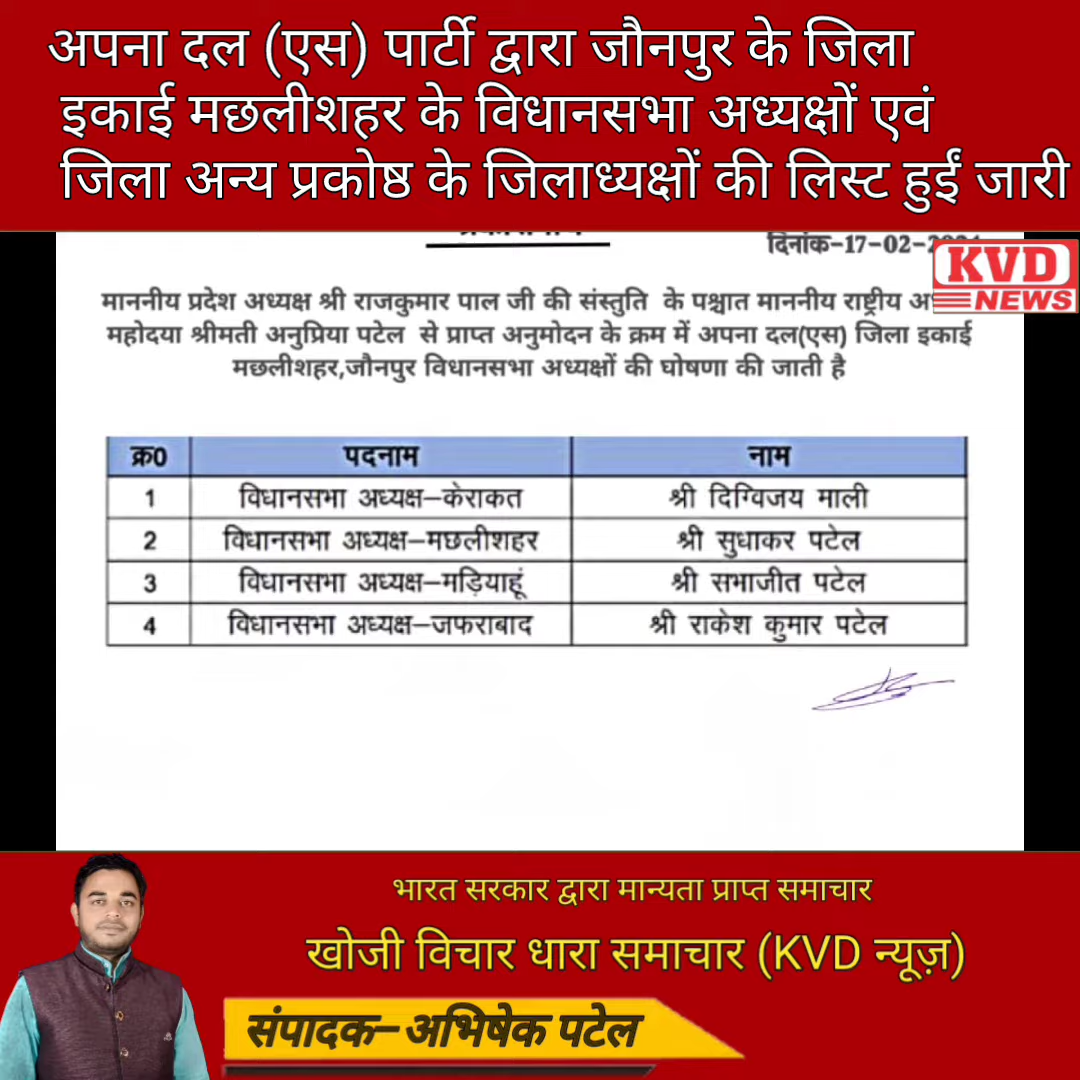 अपना दल (एस) पार्टी द्वारा जौनपुर के जिला
इकाई मछलीशहर के विधानसभा अध्यक्षों एवं
जिला अन्य प्रकोष्ठ के जिलाध्यक्षों की लिस्ट हुईं जारी
दिनांक-17-02-
KVD
NEWS
माननीय प्रदेश अध्यक्ष श्री राजकुमार पाल जी की संस्तुति के पश्चात माननीय राष्ट्रीय
महोदया श्रीमती अनुप्रिया पटेल से प्राप्त अनुमोदन के क्रम में अपना दल(एस) जिला इकाई
मछलीशहर,जौनपुर विधानसभा अध्यक्षों की घोषणा की जाती है
क्र0 पदनाम नाम
1 विधानसभा अध्यक्ष–केराकत श्री दिग्विजय माली
2 विधानसभा अध्यक्ष–मछलीशहर श्री सुधाकर पटेल
3 विधानसभा अध्यक्ष–मड़ियाहूं श्री सभाजीत पटेल
4 विधानसभा अध्यक्ष–जफराबाद श्री राकेश कुमार पटेल
भारत सरकार द्वारा मान्यता प्राप्त समाचार
खोजी विचार धारा समाचार (KVD न्यूज़)
संपादक– अभिषेक पटेल